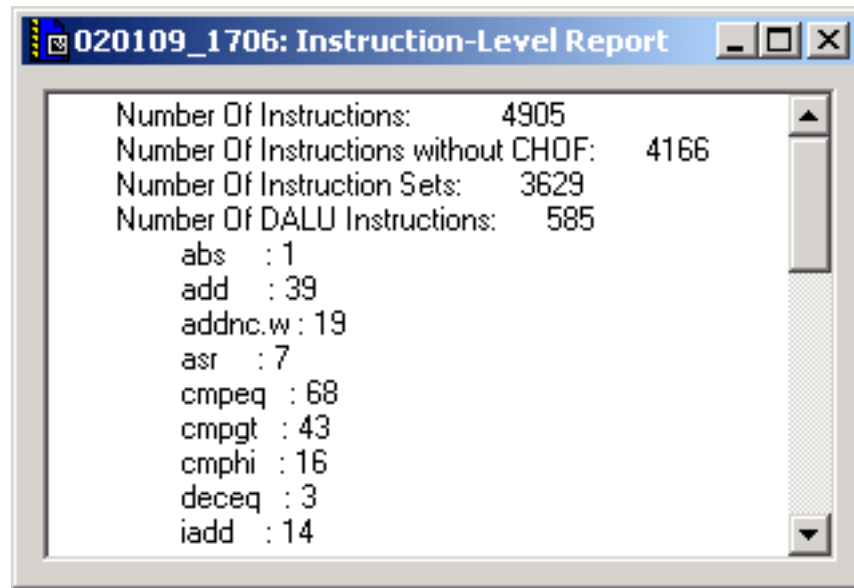 020109_1706: Instruction-Level Report
Number Of Instructions: 4905
Number Of Instructions without CHOF: 4166
Number Of Instruction Sets: 3629
Number Of DALU Instructions: 585
abs : 1
add : 39
addnc.w : 19
asr : 7
cmpeq : 68
cmpgt : 43
cmphi : 16
deceq : 3
iadd : 14